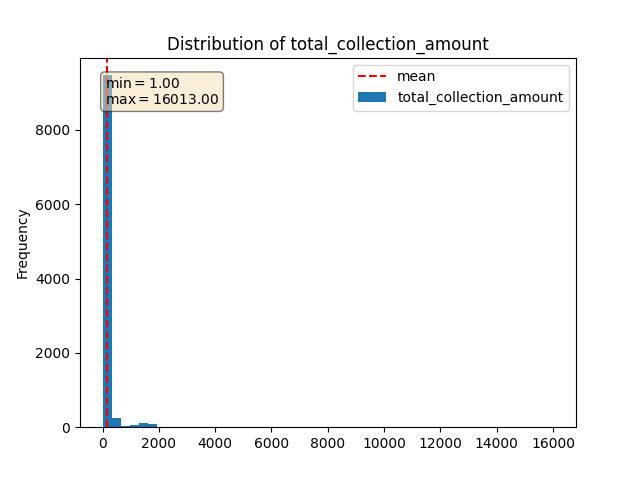 Distribution of total_collection_amount
min = 1.00
max = 16013.00
mean
total_collection_amount
Frequency
8000
6000
4000
2000
0
0 2000 4000 6000 8000 10000 12000 14000 16000